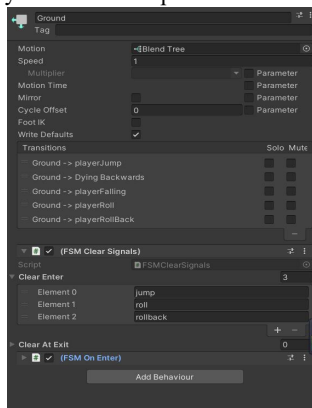 Ground
Tag
Motion Blend Tree
Speed 1
Multiplier Parameter
Motion Time Parameter
Mirror Parameter
Cycle Offset 0 Parameter
Foot IK
Write Defaults
Transitions Solo Mute
Ground -> playerJump
Ground -> Dying Backwards
Ground -> playerFalling
Ground -> playerRoll
Ground -> playerRollBack
(FSM Clear Signals)
Script FSMClearSignals
Clear Enter 3
Element 0 jump
Element 1 roll
Element 2 rollback
Clear At Exit 0
(FSM On Enter)
Add Behaviour